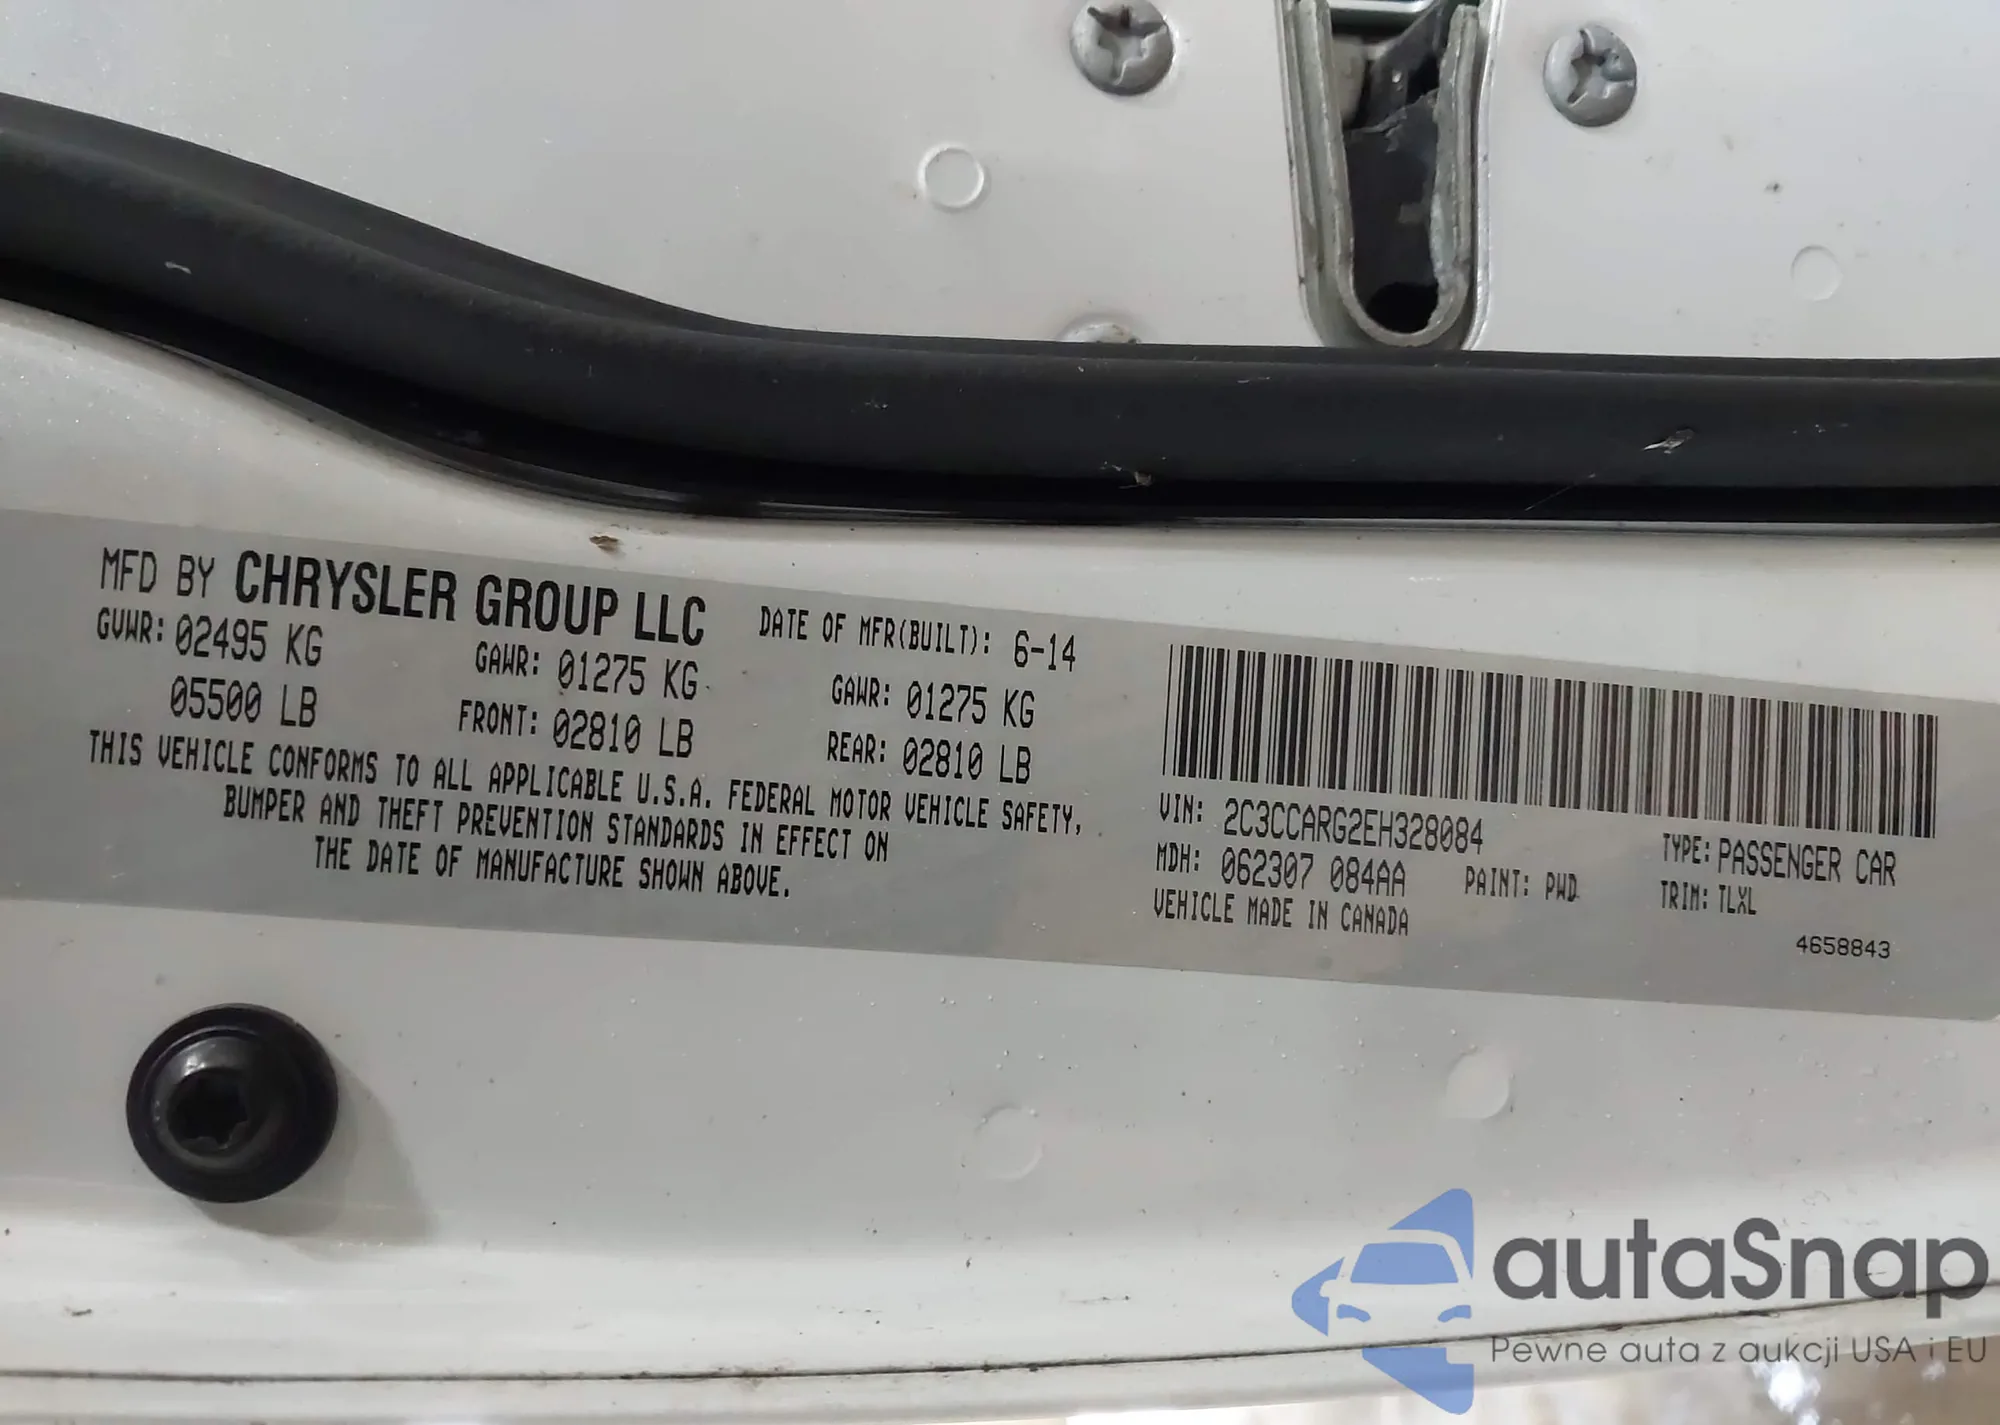 MFD BY CHRYSLER GROUP LLC
DATE OF MFR(BUILT): 6-14
GVWR: 02495 KG
05500 LB
GAWR: 01275 KG
FRONT: 02810 LB
GAWR: 01275 KG
REAR: 02810 LB
THIS VEHICLE CONFORMS TO ALL APPLICABLE U.S.A. FEDERAL MOTOR VEHICLE SAFETY,
BUMPER AND THEFT PREVENTION STANDARDS IN EFFECT ON
THE DATE OF MANUFACTURE SHOWN ABOVE.
VIN: 2C3CCARG2EH328084
TYPE: PASSENGER CAR
MDH: 062307 084AA
PAINT: PWD
TRIM: TLXL
VEHICLE MADE IN CANADA
4658843
autaSnap
Pewne auta z aukcji USA i EU